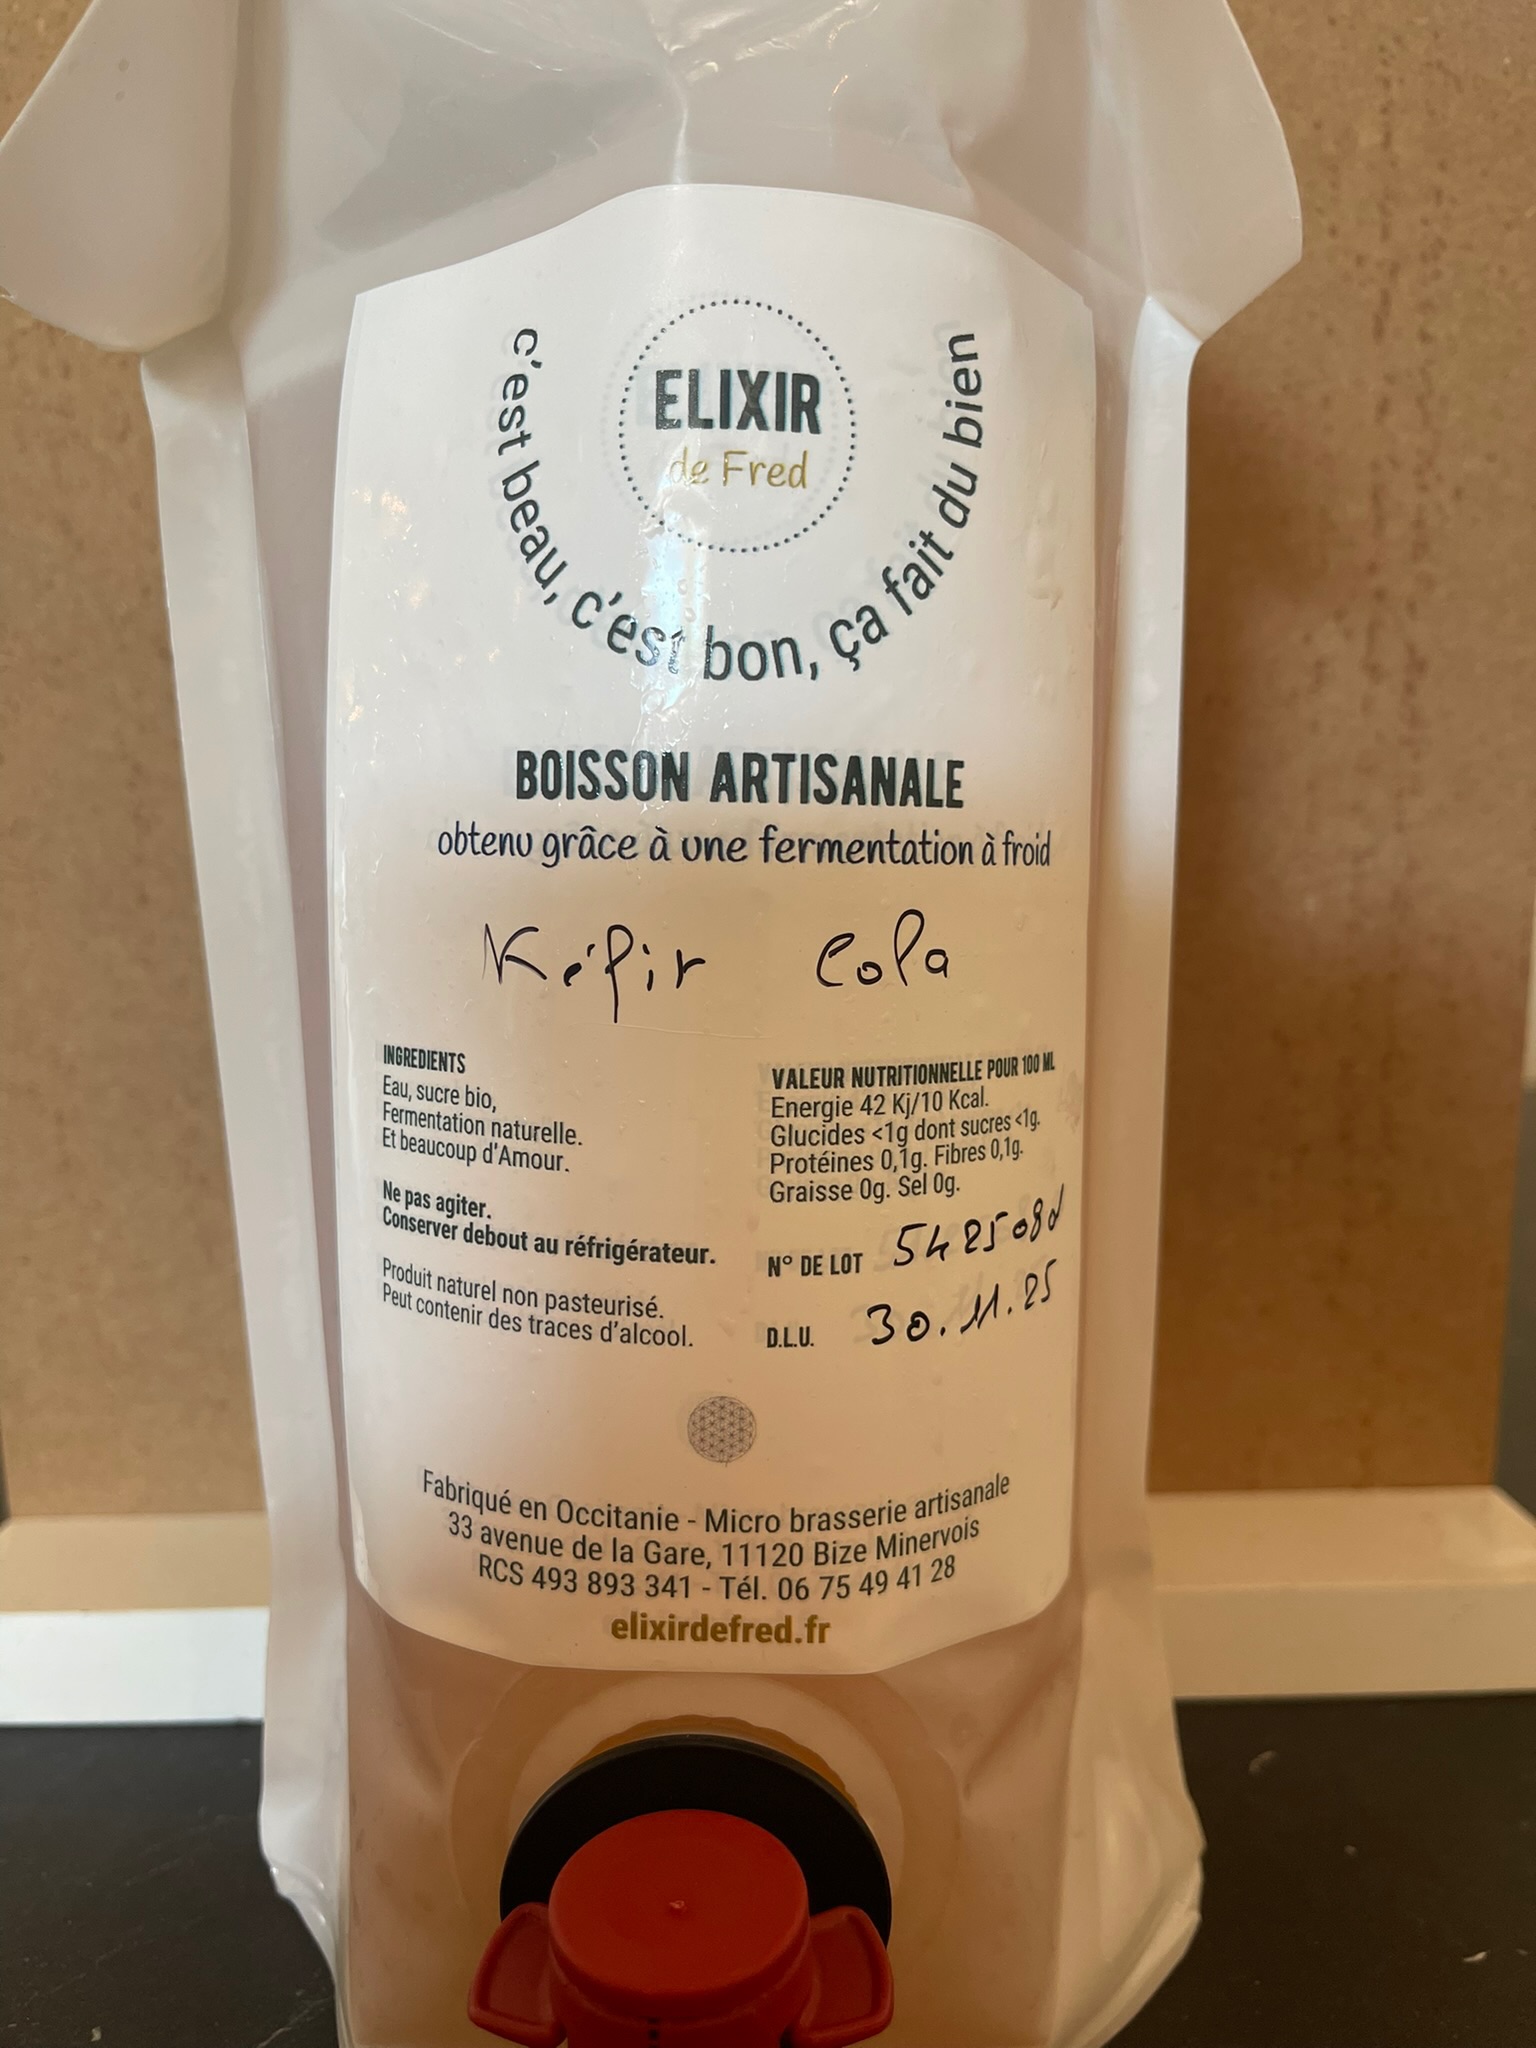 ELIXIR
de Fred
c'est beau, c'est bon, ça fait du bien
BOISSON ARTISANALE
obtenu grâce à une fermentation à froid
Kéfir Cola
INGREDIENTS
Eau, sucre bio,
Fermentation naturelle.
Et beaucoup d'Amour.
Ne pas agiter.
Conserver debout au réfrigérateur.
Produit naturel non pasteurisé.
Peut contenir des traces d'alcool.
VALEUR NUTRITIONNELLE POUR 100 ML
Energie 42 Kj/10 Kcal.
Glucides <1g dont sucres <1g.
Protéines 0,1g. Fibres 0,1g.
Graisse 0g. Sel 0g.
N° DE LOT
D.L.U. 30.11.25
Fabriqué en Occitanie - Micro brasserie artisanale
33 avenue de la Gare, 11120 Bize Minervois
RCS 493 893 341 - Tél. 06 75 49 41 28
elixirdefred.fr